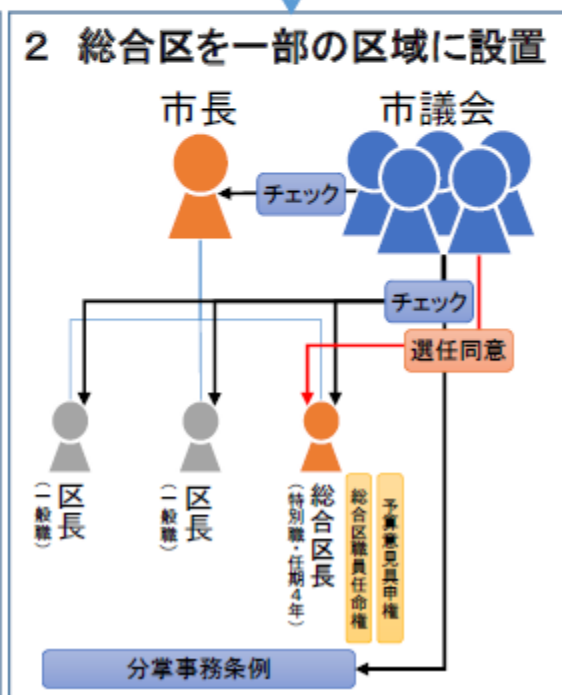 2 総合区を一部の区域に設置
市長
市議会
チェック
チェック
選任同意
区長
(一般職)
区長
(一般職)
総合区長
(特別職・任期4年)
総合区職員任命権
予算意見具申権
分掌事務条例